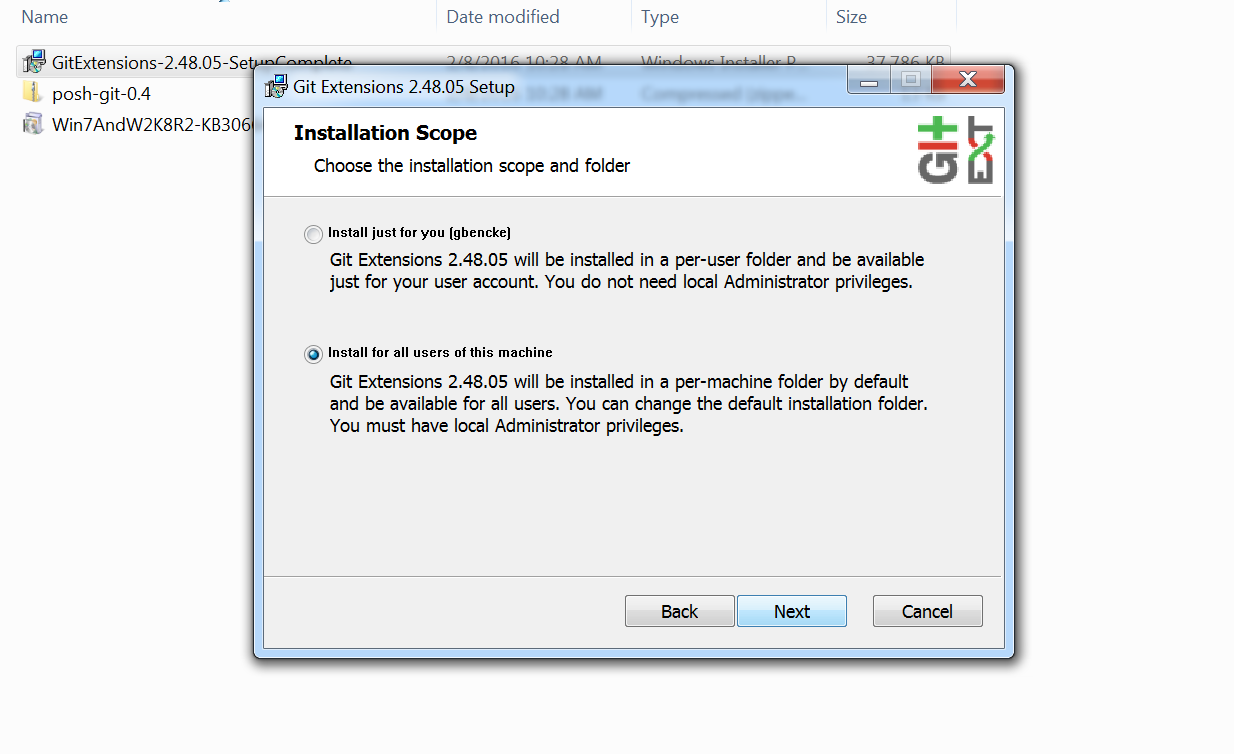 Name Date modified Type Size
GitExtensions-2.48.05-SetupComplete 2/8/2016 10:28 AM Windows Installer P... 37,786 KB
Git Extensions 2.48.05 Setup
posh-git-0.4 10:28 AM Compressed (zippe...
Win7AndW2K8R2-KB306
Installation Scope
Choose the installation scope and folder
Git EXT
Install just for you (gbencke)
Git Extensions 2.48.05 will be installed in a per-user folder and be available
just for your user account. You do not need local Administrator privileges.
Install for all users of this machine
Git Extensions 2.48.05 will be installed in a per-machine folder by default
and be available for all users. You can change the default installation folder.
You must have local Administrator privileges.
Back Next Cancel